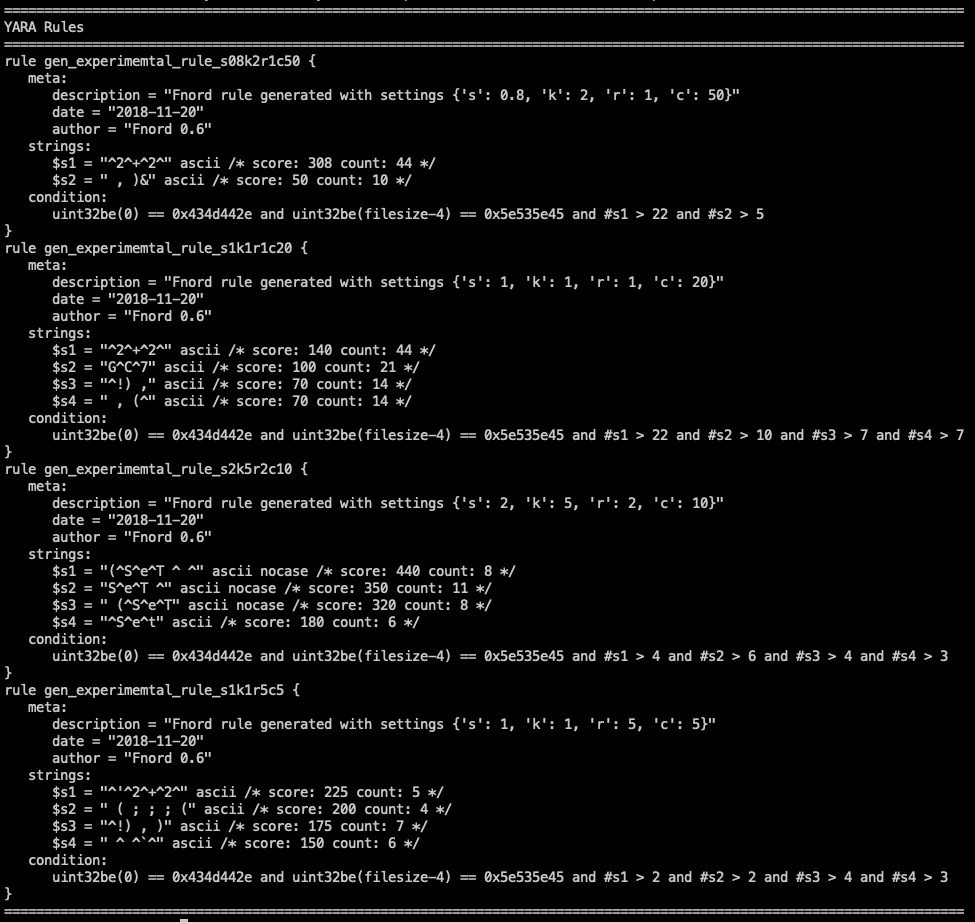 ================================================================================================================================
YARA Rules
================================================================================================================================
rule gen_experimemtal_rule_s08k2r1c50 {
   meta:
      description = "Fnord rule generated with settings {'s': 0.8, 'k': 2, 'r': 1, 'c': 50}"
      date = "2018-11-20"
      author = "Fnord 0.6"
   strings:
      $s1 = "^2^+^2^" ascii /* score: 308 count: 44 */
      $s2 = " , )&" ascii /* score: 50 count: 10 */
   condition:
      uint32be(0) == 0x434d442e and uint32be(filesize-4) == 0x5e535e45 and #s1 > 22 and #s2 > 5
}
rule gen_experimemtal_rule_s1k1r1c20 {
   meta:
      description = "Fnord rule generated with settings {'s': 1, 'k': 1, 'r': 1, 'c': 20}"
      date = "2018-11-20"
      author = "Fnord 0.6"
   strings:
      $s1 = "^2^+^2^" ascii /* score: 140 count: 44 */
      $s2 = "G^C^7" ascii /* score: 100 count: 21 */
      $s3 = "^!) ," ascii /* score: 70 count: 14 */
      $s4 = " , (^" ascii /* score: 70 count: 14 */
   condition:
      uint32be(0) == 0x434d442e and uint32be(filesize-4) == 0x5e535e45 and #s1 > 22 and #s2 > 10 and #s3 > 7 and #s4 > 7
}
rule gen_experimemtal_rule_s2k5r2c10 {
   meta:
      description = "Fnord rule generated with settings {'s': 2, 'k': 5, 'r': 2, 'c': 10}"
      date = "2018-11-20"
      author = "Fnord 0.6"
   strings:
      $s1 = "(^S^e^T ^ ^" ascii nocase /* score: 440 count: 8 */
      $s2 = "S^e^T ^" ascii nocase /* score: 350 count: 11 */
      $s3 = " (^S^e^T" ascii nocase /* score: 320 count: 8 */
      $s4 = "^S^e^t" ascii /* score: 180 count: 6 */
   condition:
      uint32be(0) == 0x434d442e and uint32be(filesize-4) == 0x5e535e45 and #s1 > 4 and #s2 > 6 and #s3 > 4 and #s4 > 3
}
rule gen_experimemtal_rule_s1k1r5c5 {
   meta:
      description = "Fnord rule generated with settings {'s': 1, 'k': 1, 'r': 5, 'c': 5}"
      date = "2018-11-20"
      author = "Fnord 0.6"
   strings:
      $s1 = "^'^2^+^2^" ascii /* score: 225 count: 5 */
      $s2 = " ( ; ; ; (" ascii /* score: 200 count: 4 */
      $s3 = "^!) , )" ascii /* score: 175 count: 7 */
      $s4 = " ^ ^`^" ascii /* score: 150 count: 6 */
   condition:
      uint32be(0) == 0x434d442e and uint32be(filesize-4) == 0x5e535e45 and #s1 > 2 and #s2 > 2 and #s3 > 4 and #s4 > 3
}
================================================================================================================================